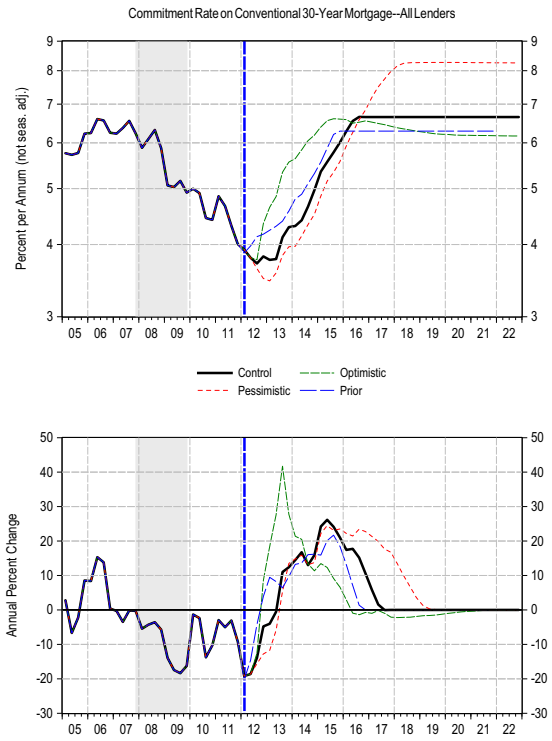 Commitment Rate on Conventional 30-Year Mortgage--All Lenders
Percent per Annum (not seas. adj.)
9 9
8 8
7 7
6 6
5 5
4 4
3 3
05 06 07 08 09 10 11 12 13 14 15 16 17 18 19 20 21 22
Control Optimistic
Pessimistic Prior
Annual Percent Change
50 50
40 40
30 30
20 20
10 10
0 0
-10 -10
-20 -20
-30 -30
05 06 07 08 09 10 11 12 13 14 15 16 17 18 19 20 21 22